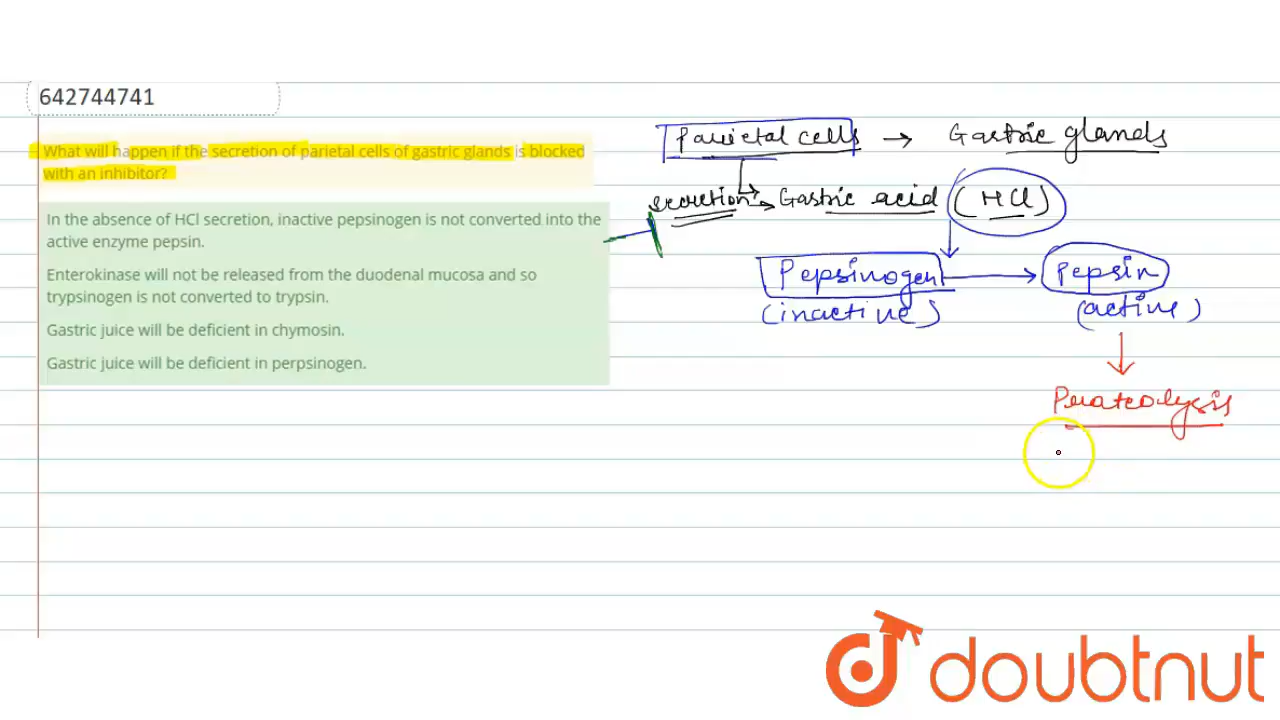 642744741
What will happen if the secretion of parietal cells of gastric glands is blocked
with an inhibitor?
In the absence of HCl secretion, inactive pepsinogen is not converted into the
active enzyme pepsin.
Enterokinase will not be released from the duodenal mucosa and so
trypsinogen is not converted to trypsin.
Gastric juice will be deficient in chymosin.
Gastric juice will be deficient in perpsinogen.
Parietal cells → Gastric glands
secretion → Gastric acid (HCl)
Pepsinogen → Pepsin
(inactive) (active)
Proteolysis
doubtnut